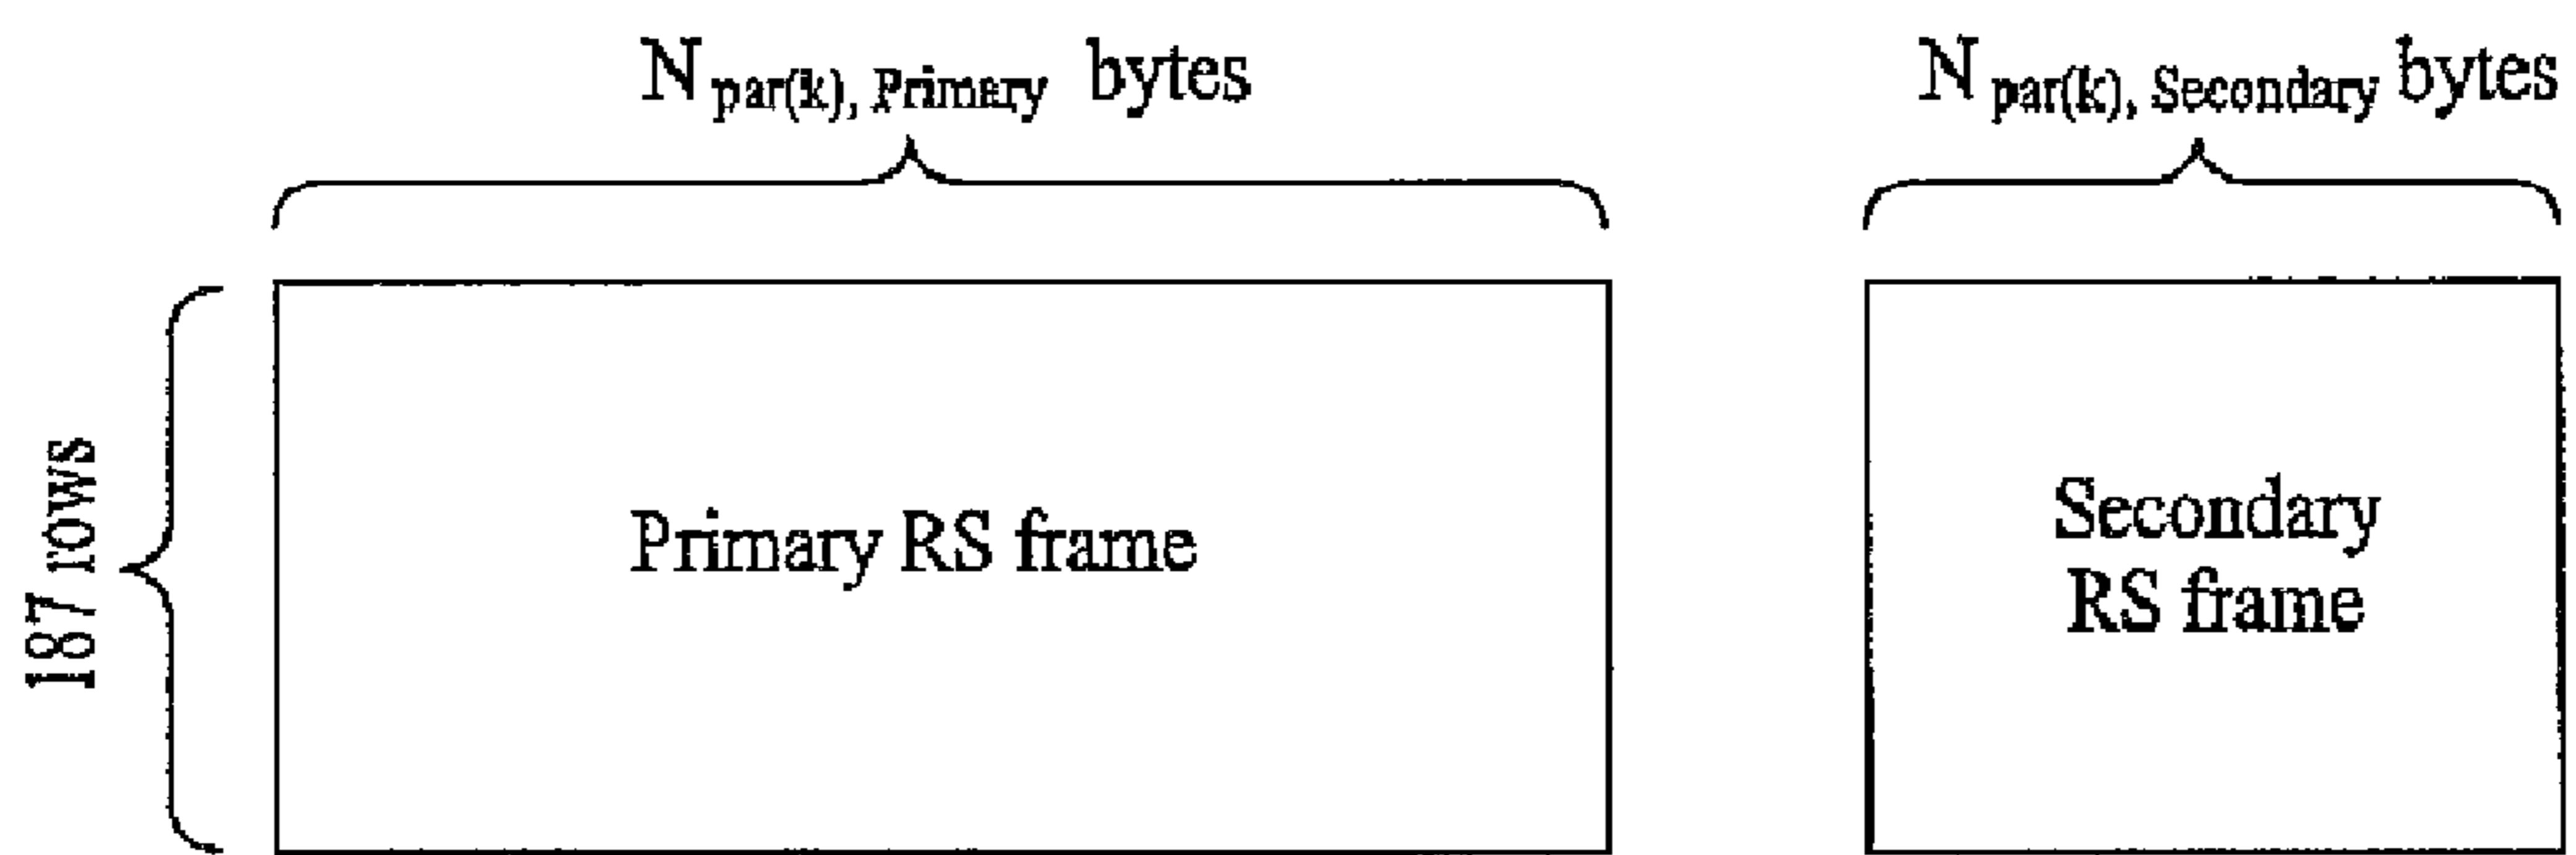 N par(k), Primary bytes
N par(k), Secondary bytes
187 rows
Primary RS frame
Secondary
RS frame